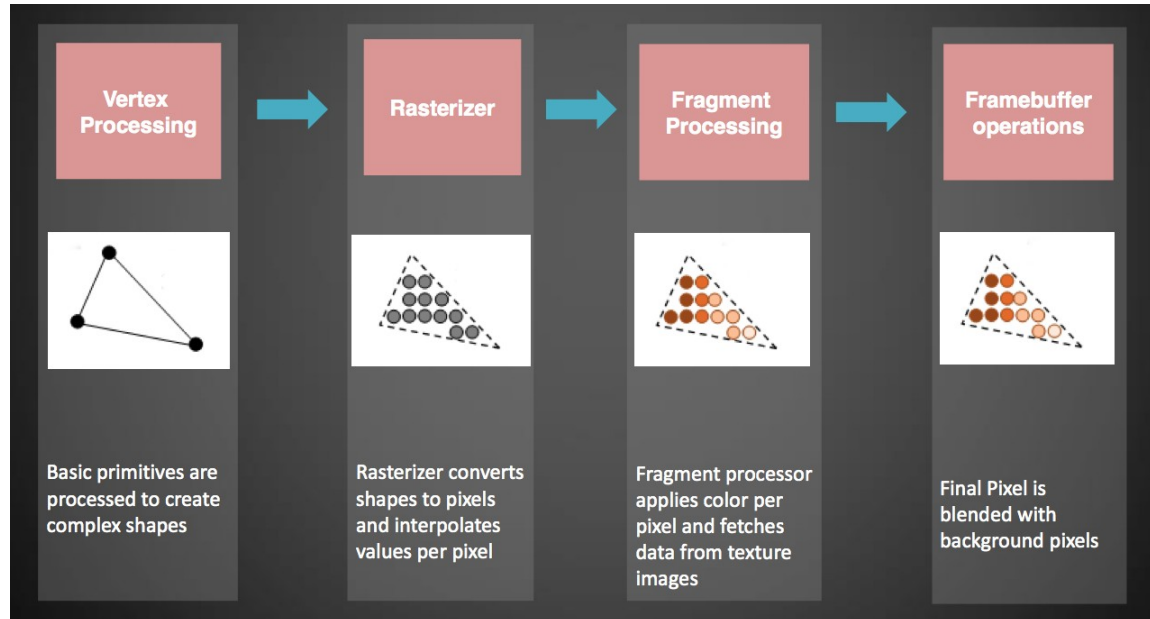 Vertex
Processing
Rasterizer
Fragment
Processing
Framebuffer
operations
Basic primitives are
processed to create
complex shapes
Rasterizer converts
shapes to pixels
and interpolates
values per pixel
Fragment processor
applies color per
pixel and fetches
data from texture
images
Final Pixel is
blended with
background pixels